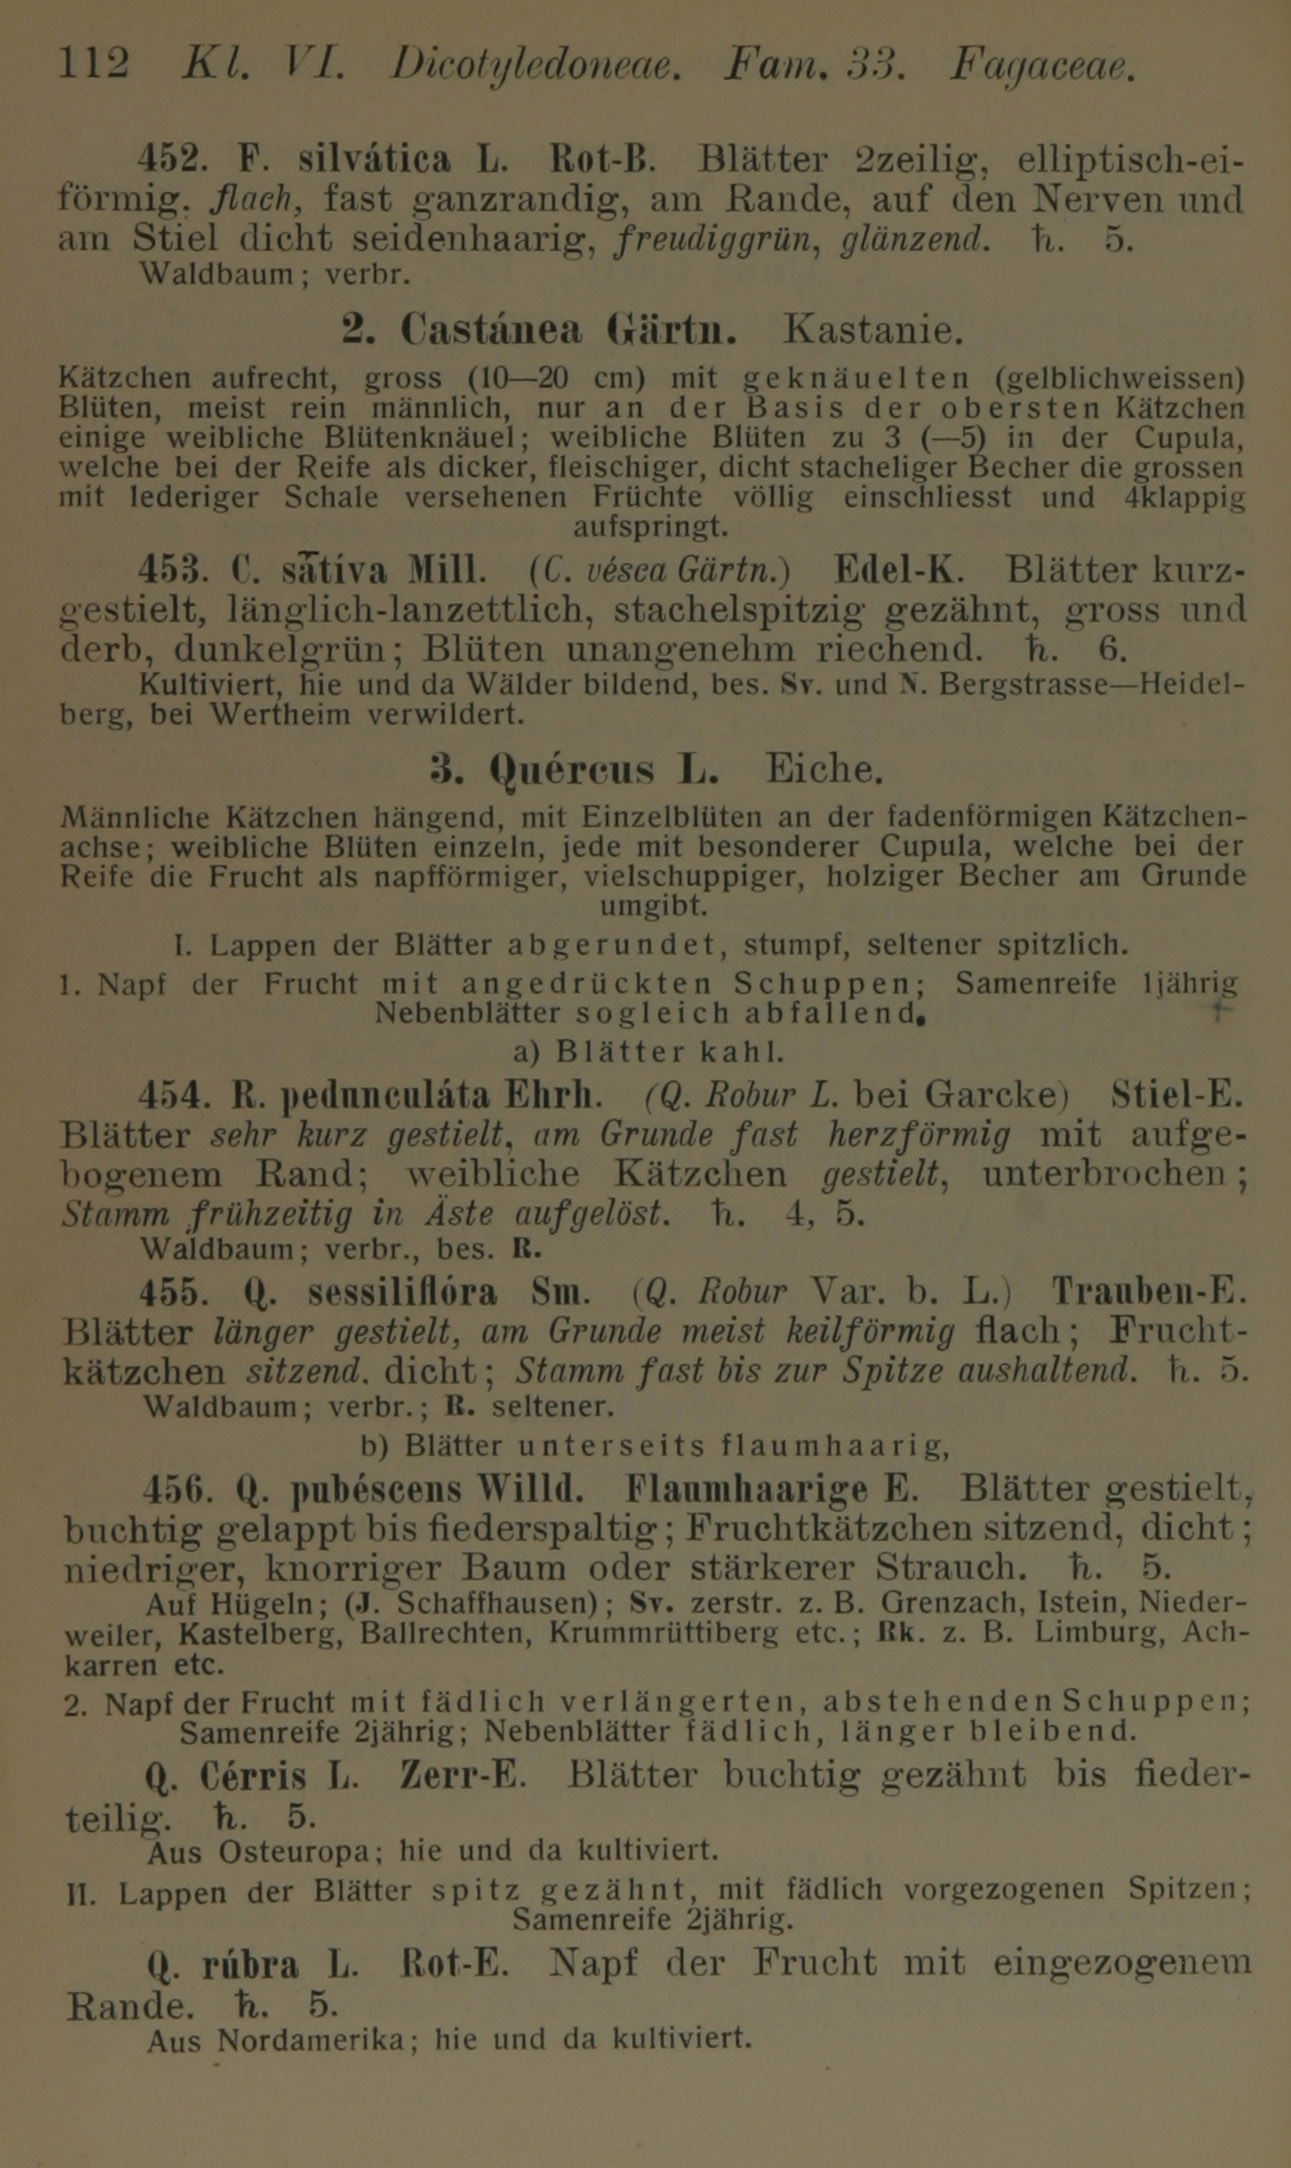 112 Kl. VI. Dicotyledoneae. Fam. 33. Fagaceae.
452. F. silvática L. Rot-B. Blätter 2zeilig, elliptisch-ei-
förmig. flach, fast ganzrandig, am Rande, auf den Nerven und
am Stiel dicht seidenhaarig, freudiggrün, glänzend. ♄. 5.
Waldbaum; verbr.
2. Castánea Gärtn. Kastanie.
Kätzchen aufrecht, gross (10—20 cm) mit geknäuelten (gelblichweissen)
Blüten, meist rein männlich, nur an der Basis der obersten Kätzchen
einige weibliche Blütenknäuel; weibliche Blüten zu 3 (—5) in der Cupula,
welche bei der Reife als dicker, fleischiger, dicht stacheliger Becher die grossen
mit lederiger Schale versehenen Früchte völlig einschliesst und 4klappig
aufspringt.
453. C. satíva Mill. (C. vésca Gärtn.) Edel-K. Blätter kurz-
gestielt, länglich-lanzettlich, stachelspitzig gezähnt, gross und
derb, dunkelgrün; Blüten unangenehm riechend. ♄. 6.
Kultiviert, hie und da Wälder bildend, bes. Sv. und N. Bergstrasse—Heidel-
berg, bei Wertheim verwildert.
3. Quércus L. Eiche.
Männliche Kätzchen hängend, mit Einzelblüten an der fadenförmigen Kätzchen-
achse; weibliche Blüten einzeln, jede mit besonderer Cupula, welche bei der
Reife die Frucht als napfförmiger, vielschuppiger, holziger Becher am Grunde
umgibt.
I. Lappen der Blätter abgerundet, stumpf, seltener spitzlich.
1. Napf der Frucht mit angedrückten Schuppen; Samenreife 1jährig
Nebenblätter sogleich abfallend.
a) Blätter kahl.
454. R. pedunculáta Ehrh. (Q. Robur L. bei Garcke) Stiel-E.
Blätter sehr kurz gestielt, am Grunde fast herzförmig mit aufge-
bogenem Rand; weibliche Kätzchen gestielt, unterbrochen;
Stamm frühzeitig in Äste aufgelöst. ♄. 4, 5.
Waldbaum; verbr., bes. R.
455. Q. sessiliflóra Sm. (Q. Robur Var. b. L.) Trauben-E.
Blätter länger gestielt, am Grunde meist keilförmig flach; Frucht-
kätzchen sitzend. dicht; Stamm fast bis zur Spitze aushaltend. ♄. 5.
Waldbaum; verbr.; R. seltener.
b) Blätter unterseits flaumhaarig,
456. Q. pubéscens Willd. Flaumhaarige E. Blätter gestielt,
buchtig gelappt bis fiederspaltig; Fruchtkätzchen sitzend, dicht;
niedriger, knorriger Baum oder stärkerer Strauch. ♄. 5.
Auf Hügeln; (J. Schaffhausen); Sv. zerstr. z. B. Grenzach, Istein, Nieder-
weiler, Kastelberg, Ballrechten, Krummrüttiberg etc.; Rk. z. B. Limburg, Ach-
karren etc.
2. Napf der Frucht mit fädlich verlängerten, abstehenden Schuppen;
Samenreife 2jährig; Nebenblätter fädlich, länger bleibend.
Q. Cérris L. Zerr-E. Blätter buchtig gezähnt bis fieder-
teilig. ♄. 5.
Aus Osteuropa; hie und da kultiviert.
II. Lappen der Blätter spitz gezähnt, mit fädlich vorgezogenen Spitzen;
Samenreife 2jährig.
Q. rúbra L. Rot-E. Napf der Frucht mit eingezogenem
Rande. ♄. 5.
Aus Nordamerika; hie und da kultiviert.